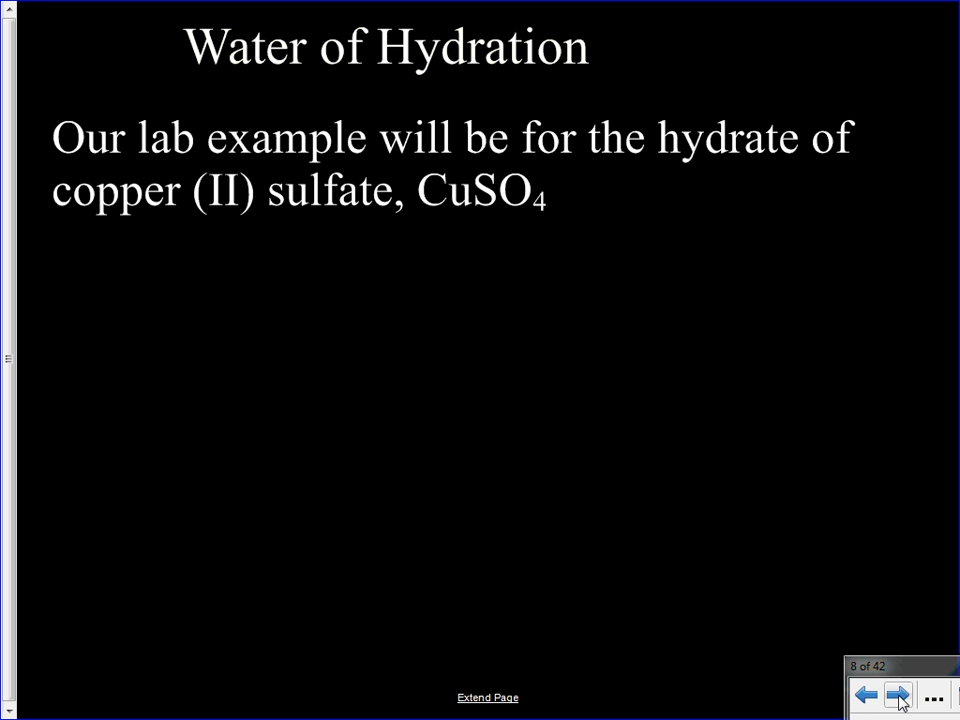 Water of Hydration
Our lab example will be for the hydrate of
copper (II) sulfate, CuSO₄
8 of 42
Extend Page